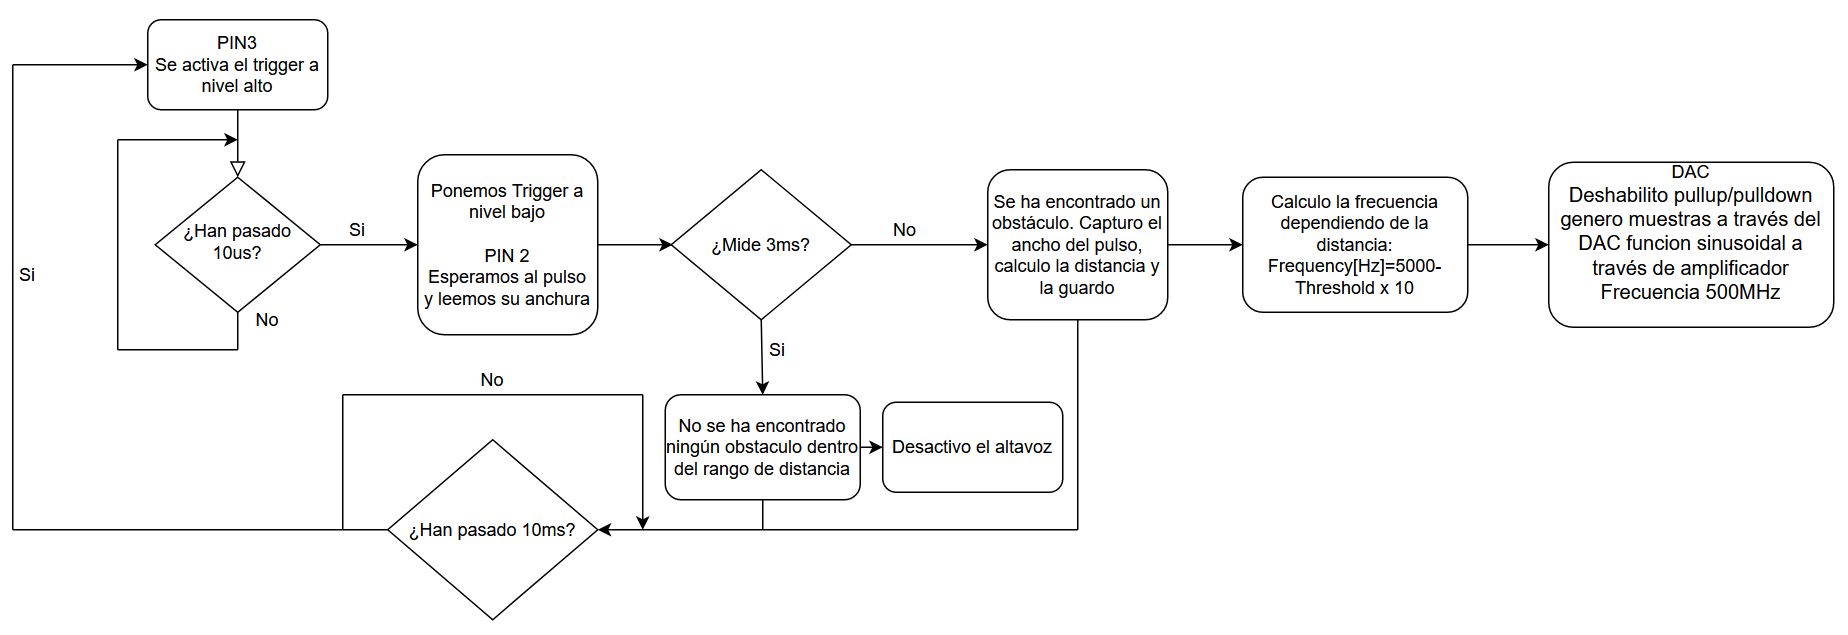 PIN3
Se activa el trigger a
nivel alto
¿Han pasado
10us?
Si
No
Si
Ponemos Trigger a
nivel bajo
PIN 2
Esperamos al pulso
y leemos su anchura
¿Mide 3ms?
No
Si
Se ha encontrado un
obstáculo. Capturo el
ancho del pulso,
calculo la distancia y
la guardo
Calculo la frecuencia
dependiendo de la
distancia:
Frequency[Hz]=5000-
Threshold x 10
DAC
Deshabilito pullup/pulldown
genero muestras a través del
DAC funcion sinusoidal a
través de amplificador
Frecuencia 500MHz
No se ha encontrado
ningún obstaculo dentro
del rango de distancia
Desactivo el altavoz
No
¿Han pasado 10ms?